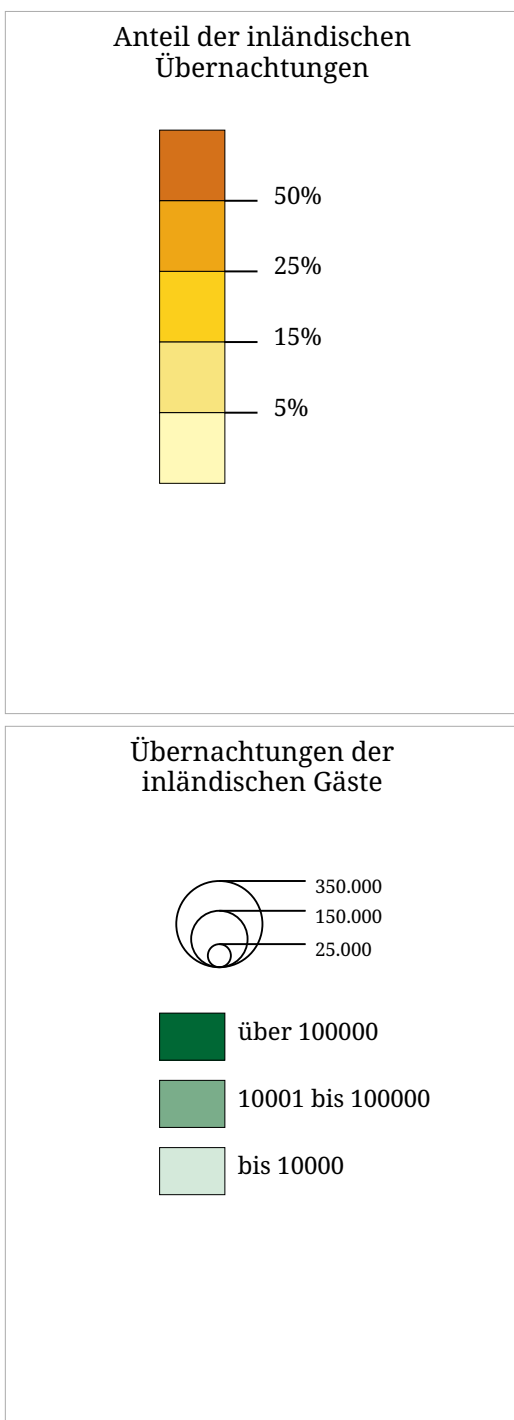 Anteil der inländischen
Übernachtungen
50%
25%
15%
5%
Übernachtungen der
inländischen Gäste
350.000
150.000
25.000
über 100000
10001 bis 100000
bis 10000